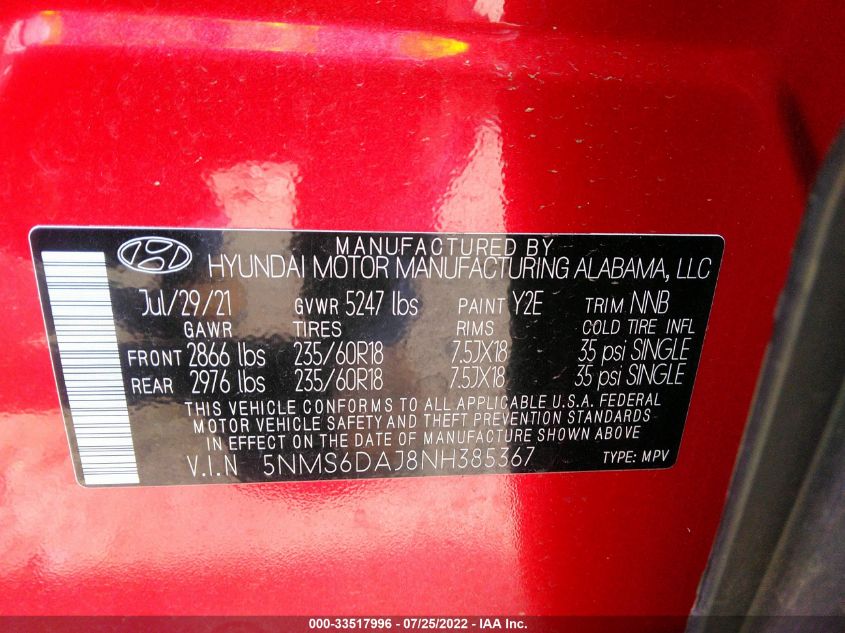 MANUFACTURED BY
HYUNDAI MOTOR MANUFACTURING ALABAMA, LLC
Jul/29/21 GVWR 5247 lbs PAINT Y2E TRIM NNB
GAWR TIRES RIMS COLD TIRE INFL
FRONT 2866 lbs 235/60R18 7.5JX18 35 psi SINGLE
REAR 2976 lbs 235/60R18 7.5JX18 35 psi SINGLE
THIS VEHICLE CONFORMS TO ALL APPLICABLE U.S.A. FEDERAL
MOTOR VEHICLE SAFETY AND THEFT PREVENTION STANDARDS
IN EFFECT ON THE DATE OF MANUFACTURE SHOWN ABOVE
V.I.N 5NMS6DAJ8NH385367 TYPE: MPV
000-33517996 - 07/25/2022 - IAA Inc.